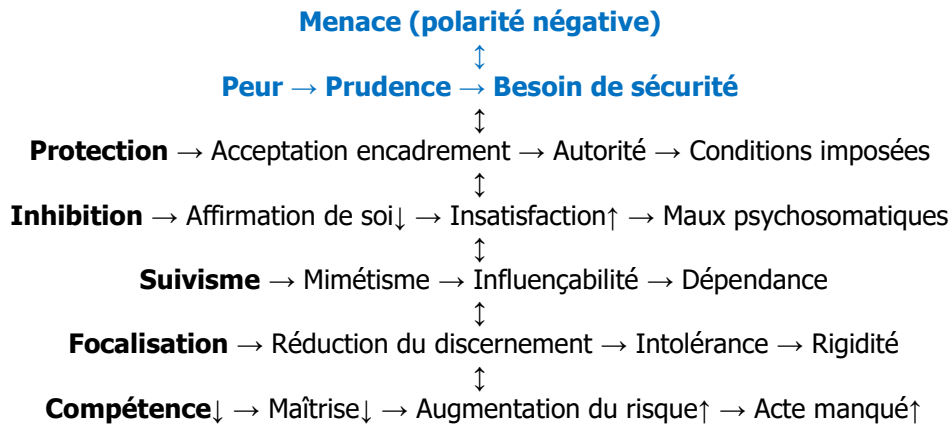 Menace (polarité négative)
↕
Peur → Prudence → Besoin de sécurité
↕
Protection → Acceptation encadrement → Autorité → Conditions imposées
↕
Inhibition → Affirmation de soi↓ → Insatisfaction↑ → Maux psychosomatiques
↕
Suivisme → Mimétisme → Influençabilité → Dépendance
↕
Focalisation → Réduction du discernement → Intolérance → Rigidité
↕
Compétence↓ → Maîtrise↓ → Augmentation du risque↑ → Acte manqué↑